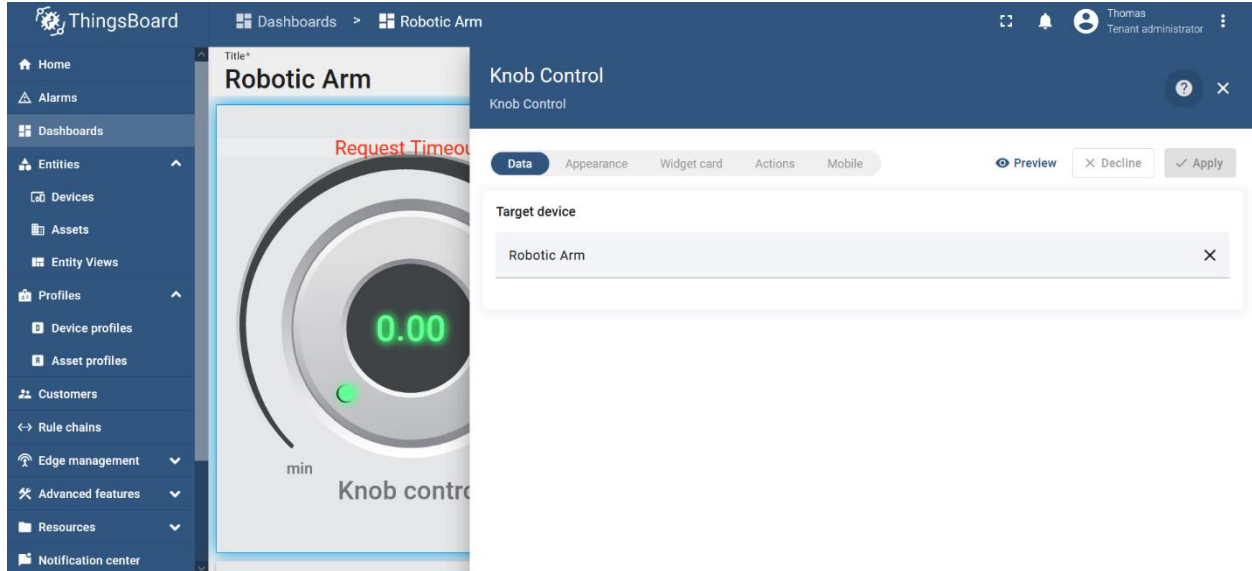 ThingsBoard
Dashboards > Robotic Arm
Thomas
Tenant administrator
Home
Alarms
Dashboards
Entities
Devices
Assets
Entity Views
Profiles
Device profiles
Asset profiles
Customers
Rule chains
Edge management
Advanced features
Resources
Notification center
Title*
Robotic Arm
Request Timeou
0.00
min
Knob contro
Knob Control
Knob Control
Data Appearance Widget card Actions Mobile
Preview Decline Apply
Target device
Robotic Arm